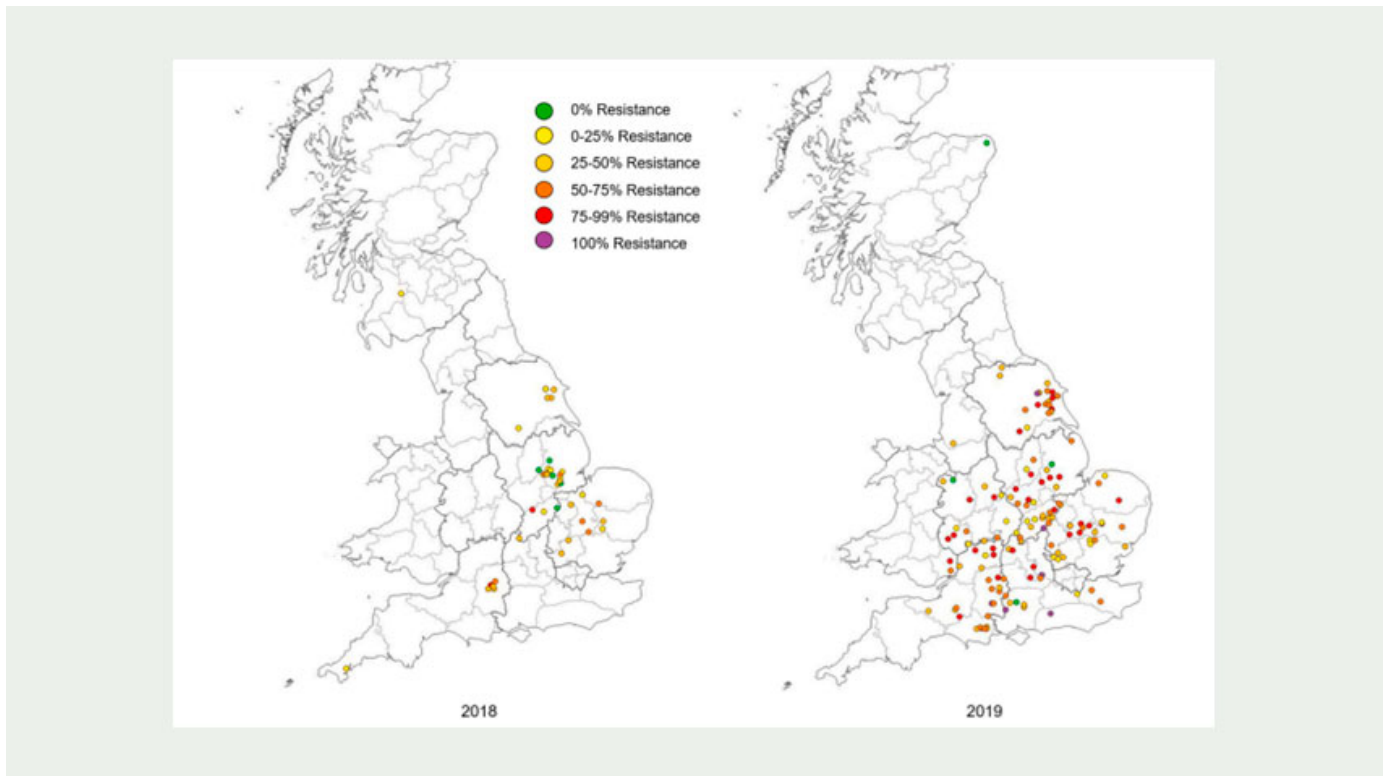 0% Resistance
0-25% Resistance
25-50% Resistance
50-75% Resistance
75-99% Resistance
100% Resistance
2018
2019